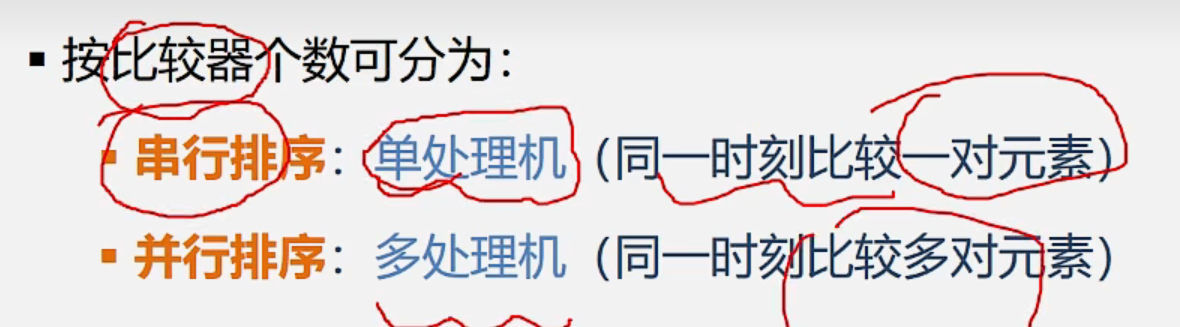 ▪ 按比较器个数可分为：
▪ 串行排序：单处理机（同一时刻比较一对元素）
▪ 并行排序：多处理机（同一时刻比较多对元素）